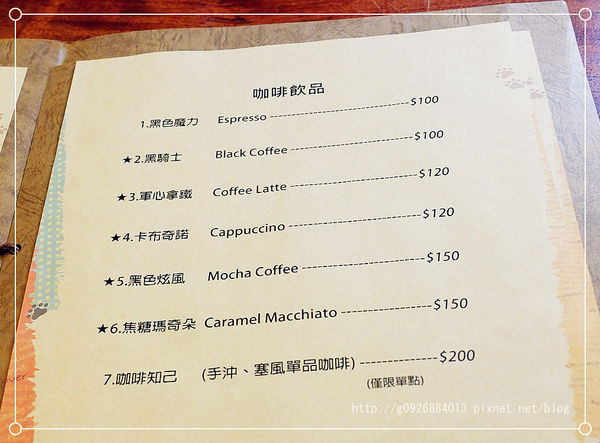 咖啡飲品
1.黑色魔力 Espresso ------------------------------ $100
★2.黑騎士 Black Coffee ------------------------- $100
★3.軍心拿鐵 Coffee Latte ------------------------- $120
★4.卡布奇諾 Cappuccino ------------------------- $120
★5.黑色炫風 Mocha Coffee ------------------------ $150
★6.焦糖瑪奇朵 Caramel Macchiato ----------------- $150
7.咖啡知己 (手沖、塞風單品咖啡) -------------- $200
(僅限單點)
http://g0926884013.pixnet.net/blog